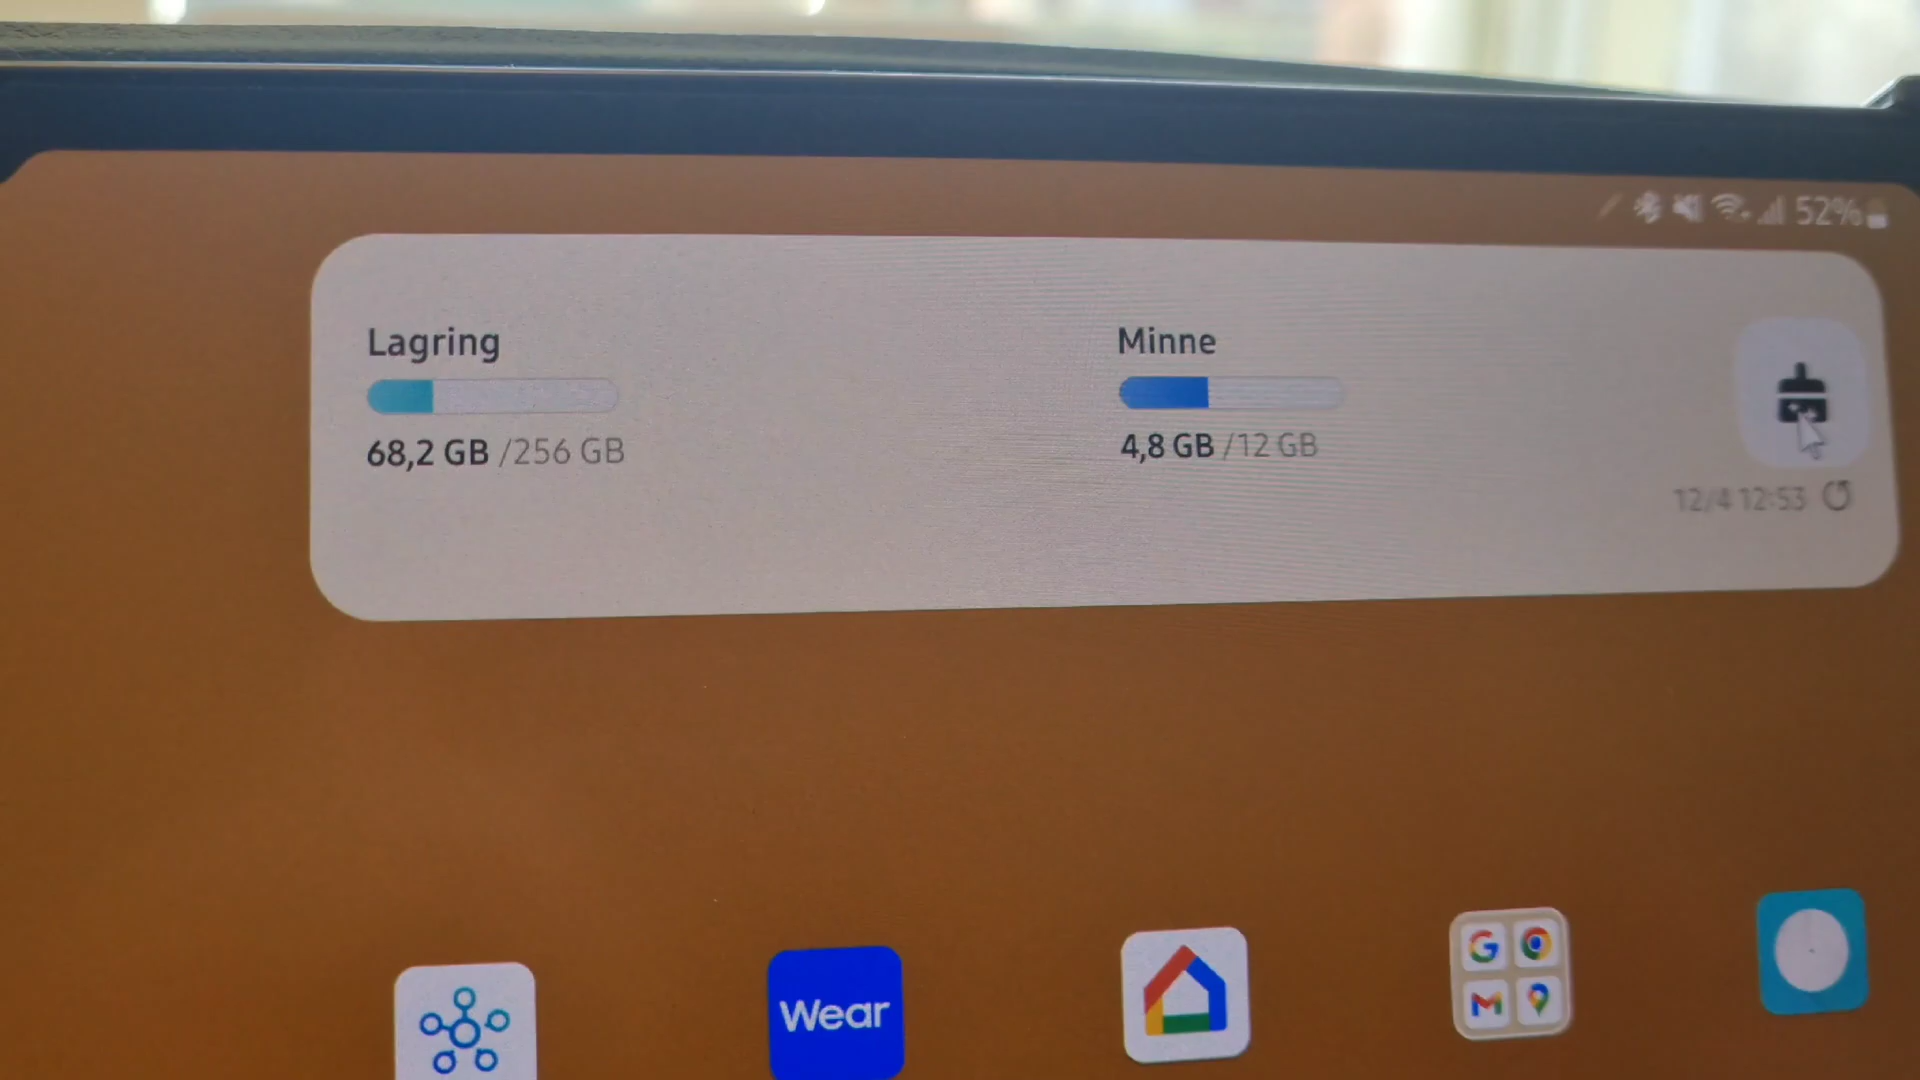 52%
Lagring
68,2 GB /256 GB
Minne
4,8 GB /12 GB
12/4 12:53
Wear